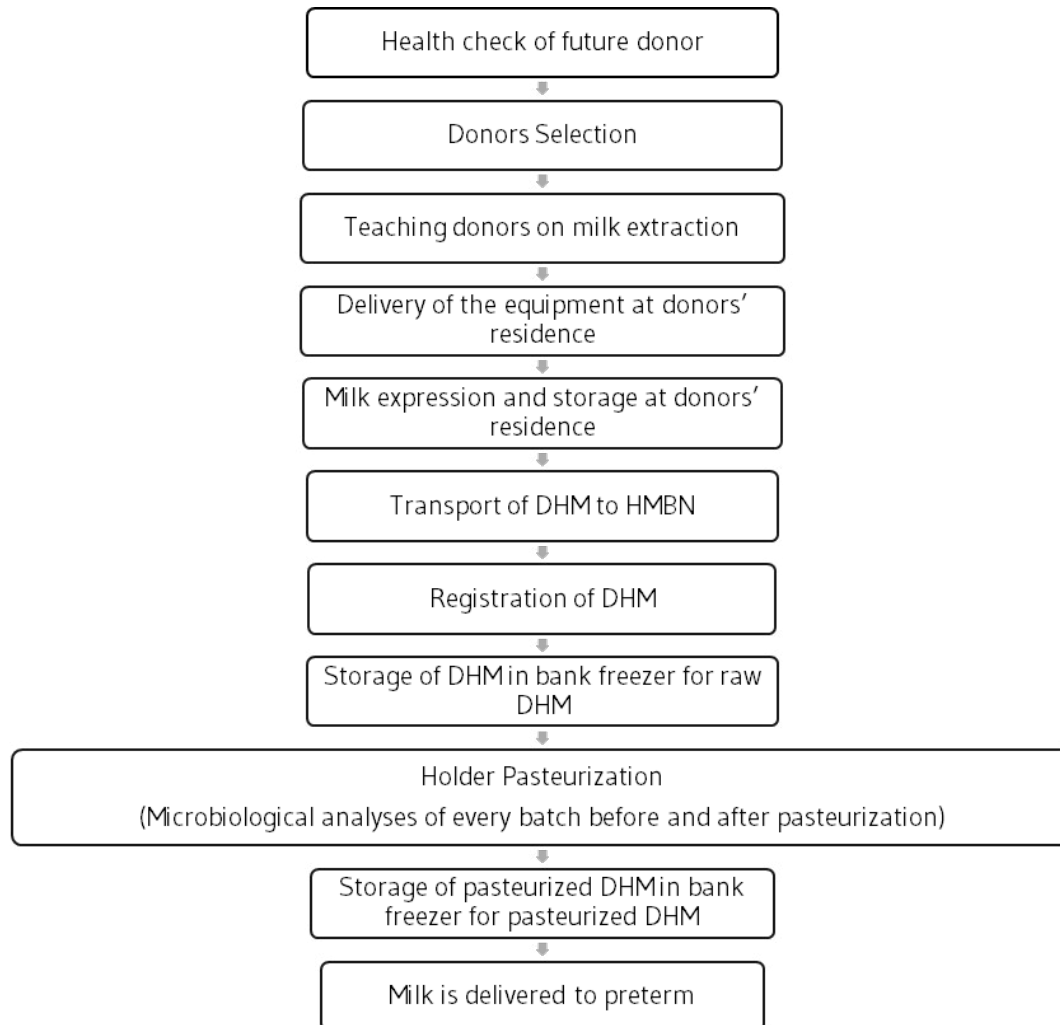 Health check of future donor
Donors Selection
Teaching donors on milk extraction
Delivery of the equipment at donors’
residence
Milk expression and storage at donors’
residence
Transport of DHM to HMBN
Registration of DHM
Storage of DHM in bank freezer for raw
DHM
Holder Pasteurization
(Microbiological analyses of every batch before and after pasteurization)
Storage of pasteurized DHM in bank
freezer for pasteurized DHM
Milk is delivered to preterm